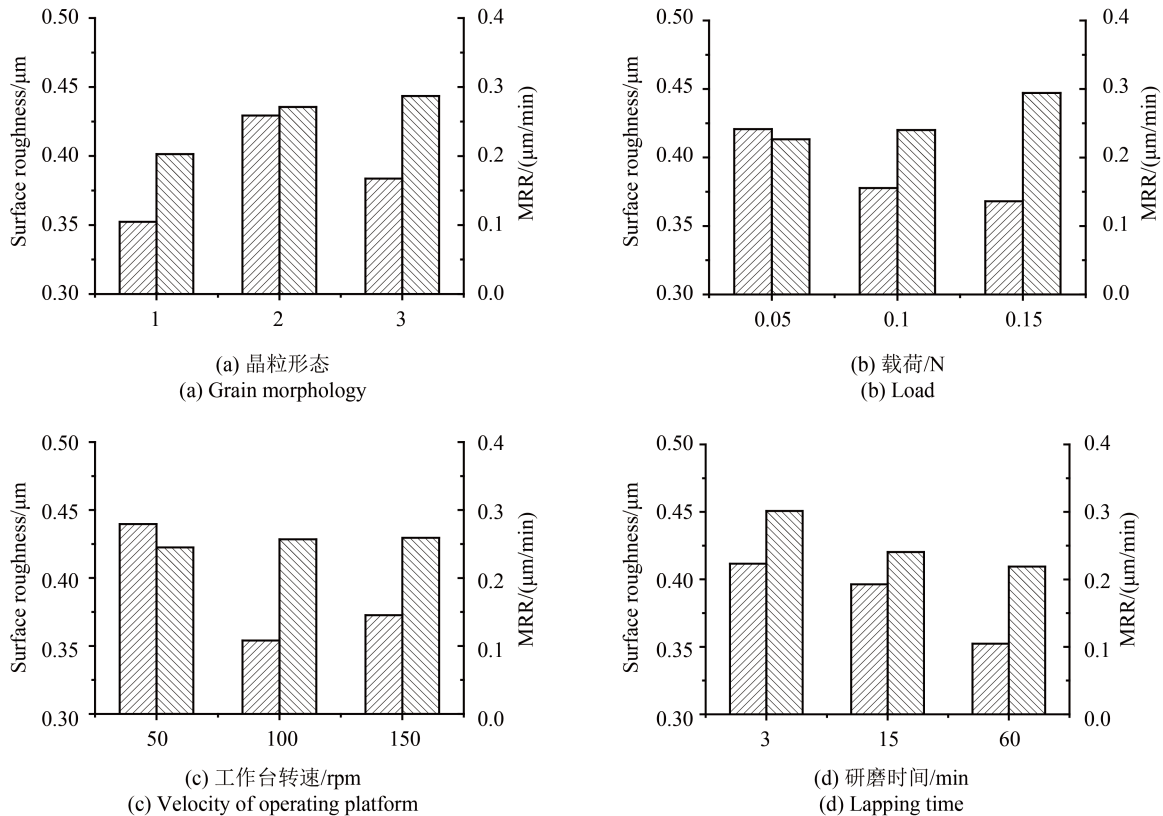 0.50
0.45
0.40
0.35
0.30
Surface roughness/μm
0.4
0.3
0.2
0.1
0.0
MRR/(μm/min)
1 2 3
(a) 晶粒形态
(a) Grain morphology
0.50
0.45
0.40
0.35
0.30
Surface roughness/μm
0.4
0.3
0.2
0.1
0.0
MRR/(μm/min)
0.05 0.1 0.15
(b) 载荷/N
(b) Load
0.50
0.45
0.40
0.35
0.30
Surface roughness/μm
0.4
0.3
0.2
0.1
0.0
MRR/(μm/min)
50 100 150
(c) 工作台转速/rpm
(c) Velocity of operating platform
0.50
0.45
0.40
0.35
0.30
Surface roughness/μm
0.4
0.3
0.2
0.1
0.0
MRR/(μm/min)
3 15 60
(d) 研磨时间/min
(d) Lapping time